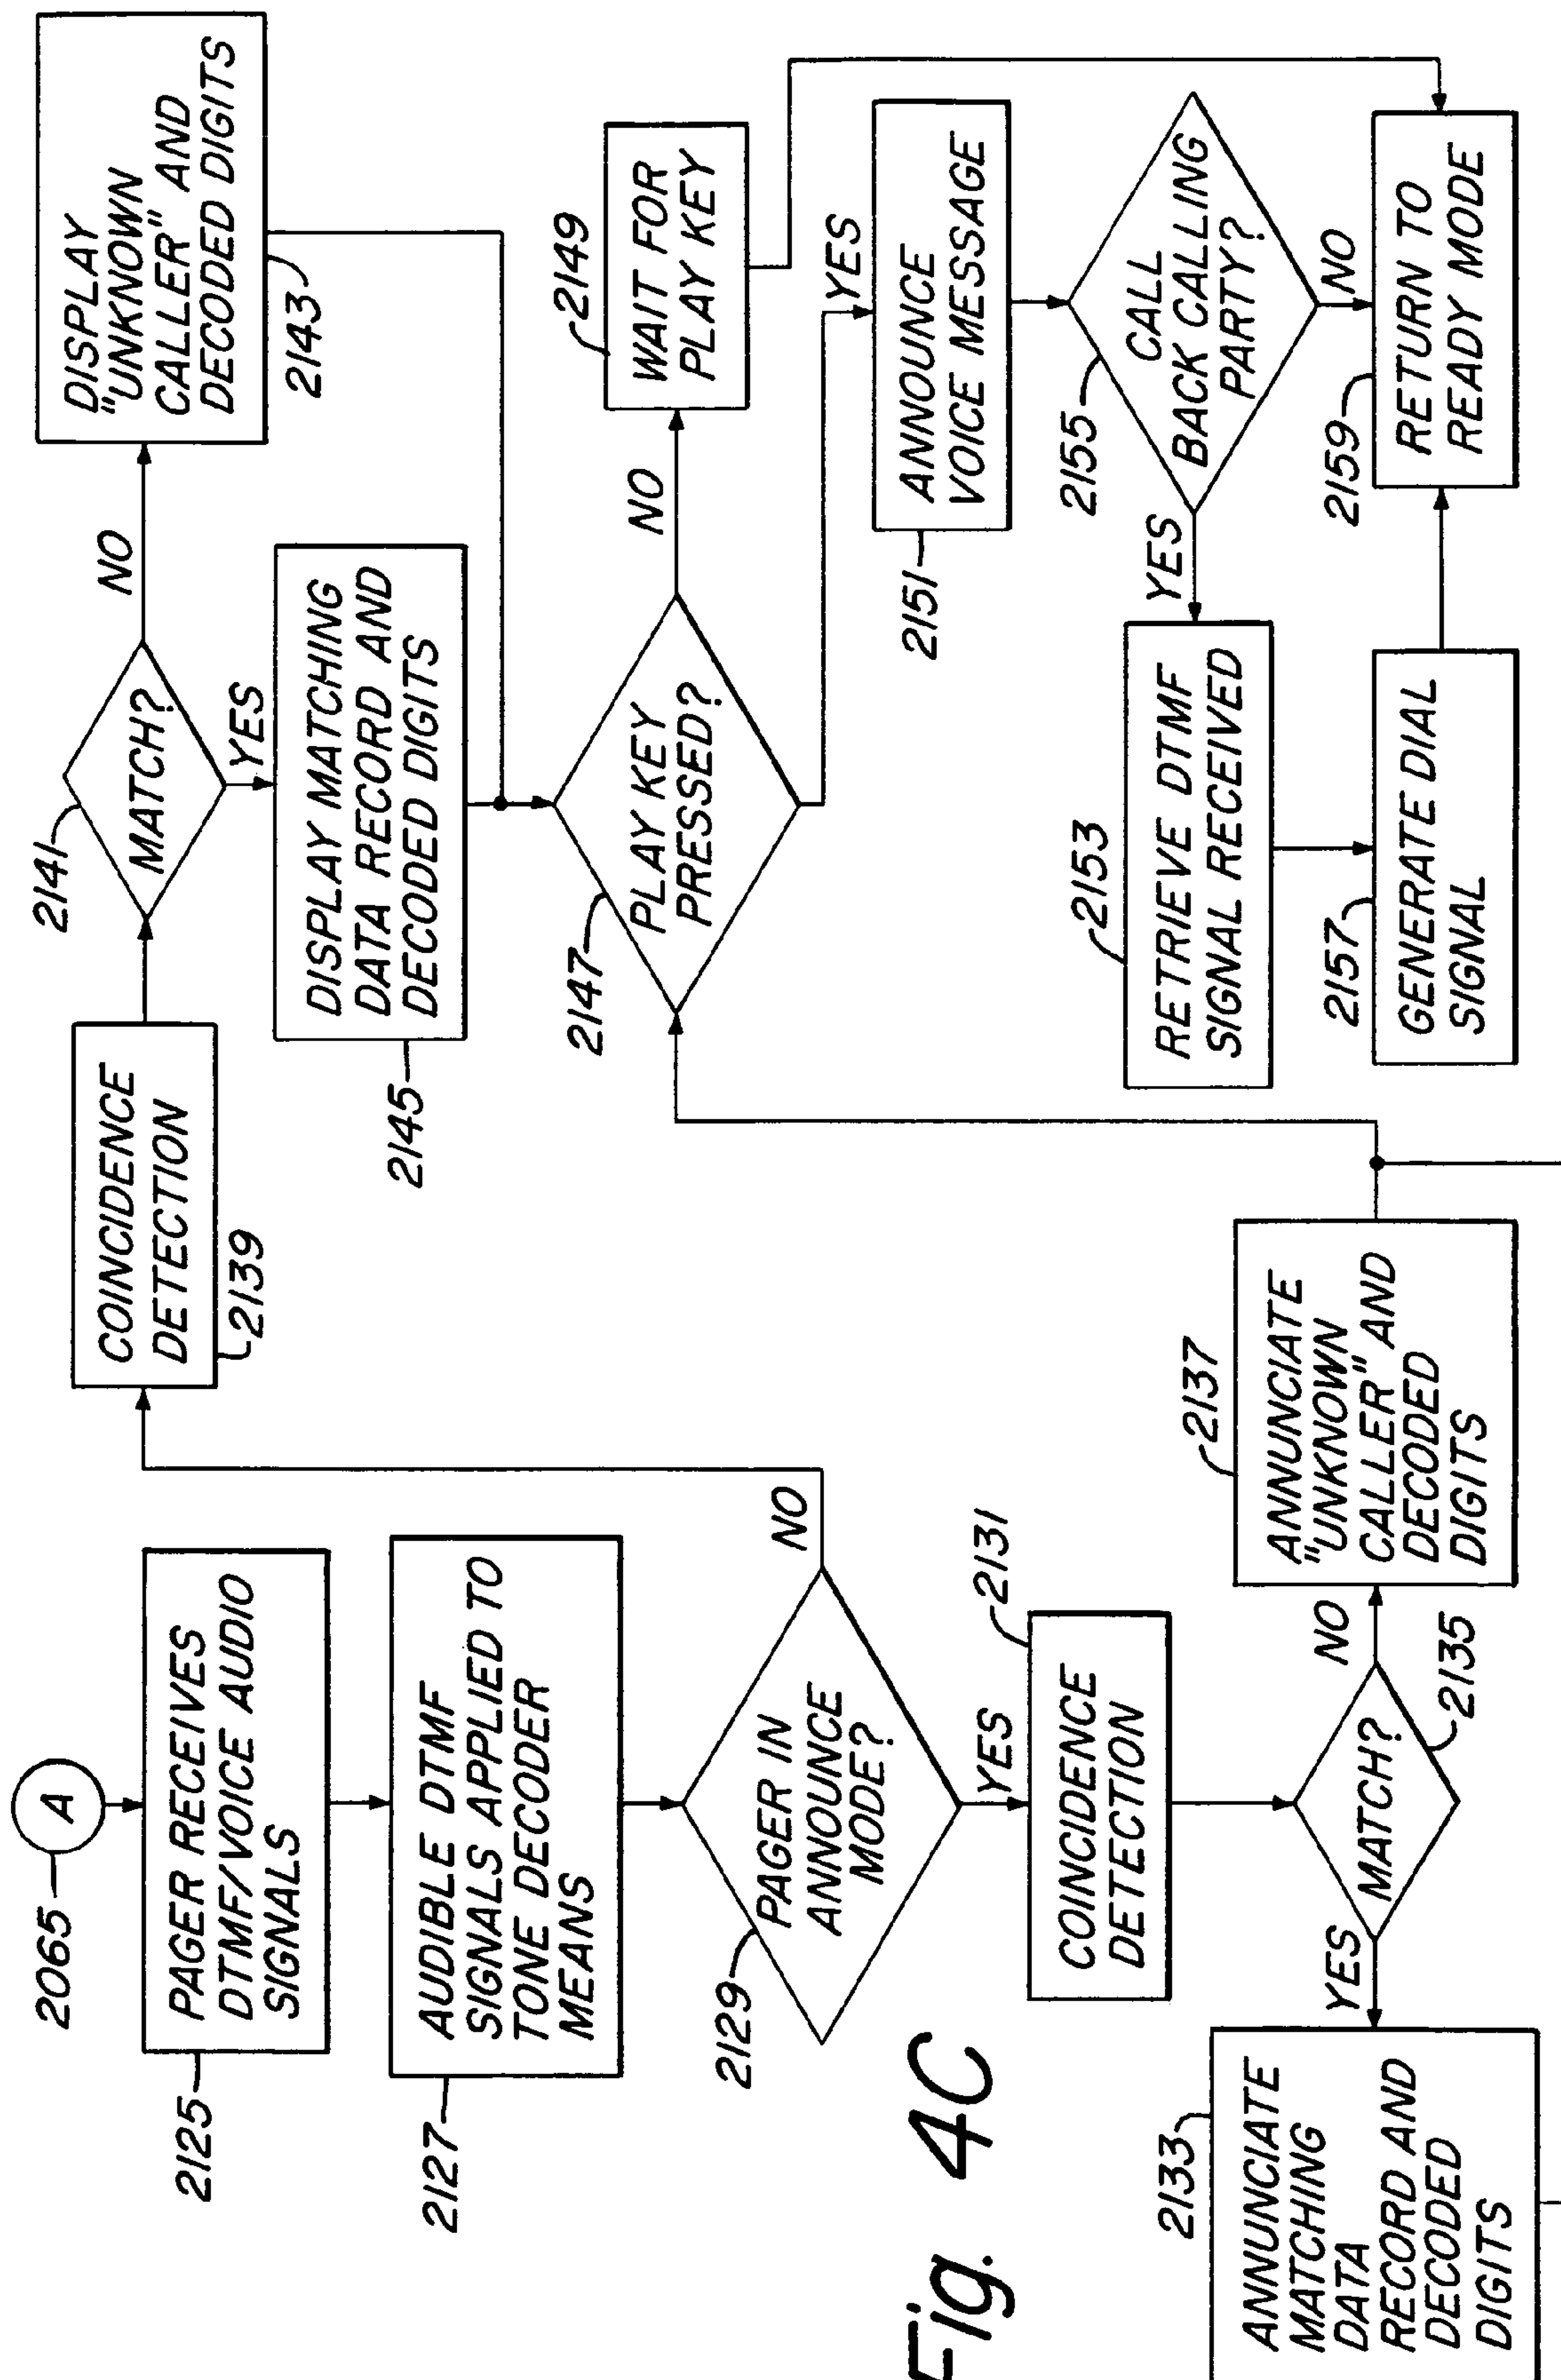 2065
A
2125
PAGER RECEIVES
DTMF/VOICE AUDIO
SIGNALS
2127
AUDIBLE DTMF
SIGNALS APPLIED TO
TONE DECODER
MEANS
2129
PAGER IN
ANNOUNCE
MODE?
NO
YES
2131
COINCIDENCE
DETECTION
MATCH?
2135
YES
NO
2133
ANNUNCIATE
MATCHING
DATA
RECORD AND
DECODED
DIGITS
2137
ANNUNCIATE
"UNKNOWN
CALLER" AND
DECODED
DIGITS
COINCIDENCE
DETECTION
2139
2141
MATCH?
NO
YES
DISPLAY
"UNKNOWN
CALLER" AND
DECODED DIGITS
2143
DISPLAY MATCHING
DATA RECORD AND
DECODED DIGITS
2145
2147
PLAY KEY
PRESSED?
NO
2149
WAIT FOR
PLAY KEY
YES
ANNOUNCE
VOICE MESSAGE
2151
2155
CALL
BACK CALLING
PARTY?
YES
NO
2153
RETRIEVE DTMF
SIGNAL RECEIVED
2157
GENERATE DIAL
SIGNAL
2159
RETURN TO
READY MODE
Fig. 4C